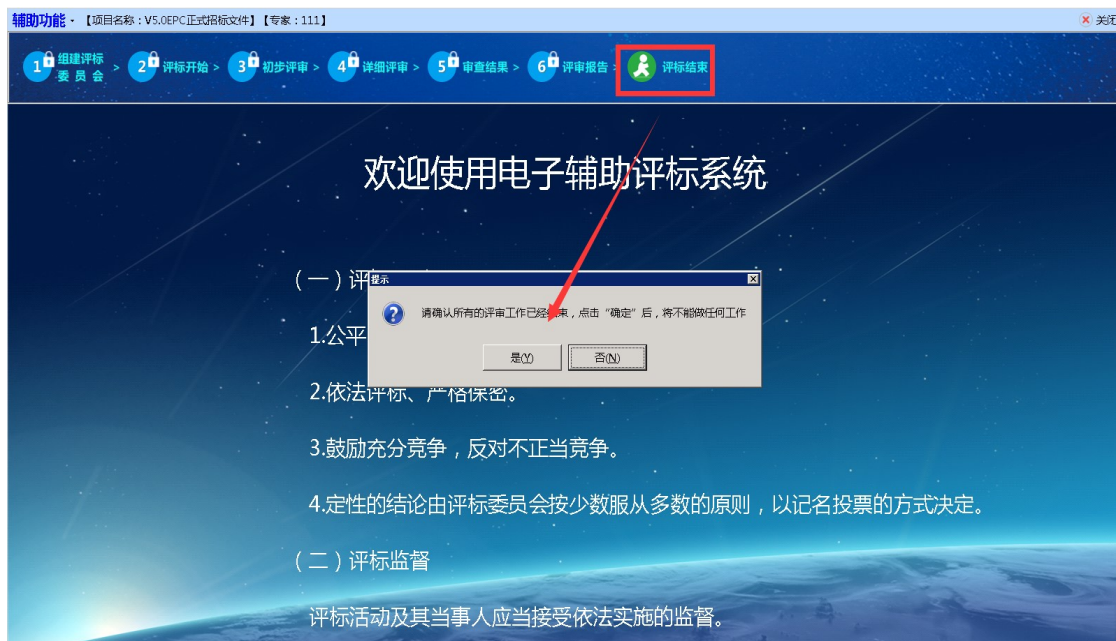 辅助功能 · 【项目名称：V5.0EPC正式招标文件】【专家：111】 关闭
1 组建评标委员会 > 2 评标开始 > 3 初步评审 > 4 详细评审 > 5 审查结果 > 6 评审报告 > 评标结束
欢迎使用电子辅助评标系统
（一）评
提示
请确认所有的评审工作已经结束，点击“确定”后，将不能做任何工作
1.公平
是(Y) 否(N)
2.依法评标、严格保密。
3.鼓励充分竞争，反对不正当竞争。
4.定性的结论由评标委员会按少数服从多数的原则，以记名投票的方式决定。
（二）评标监督
评标活动及其当事人应当接受依法实施的监督。